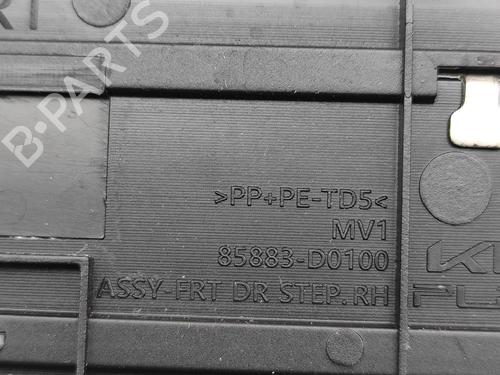 B-PARTS
>PP+PE-TD5<
MV1
85883-D0100
ASSY-FRT DR STEP.RH